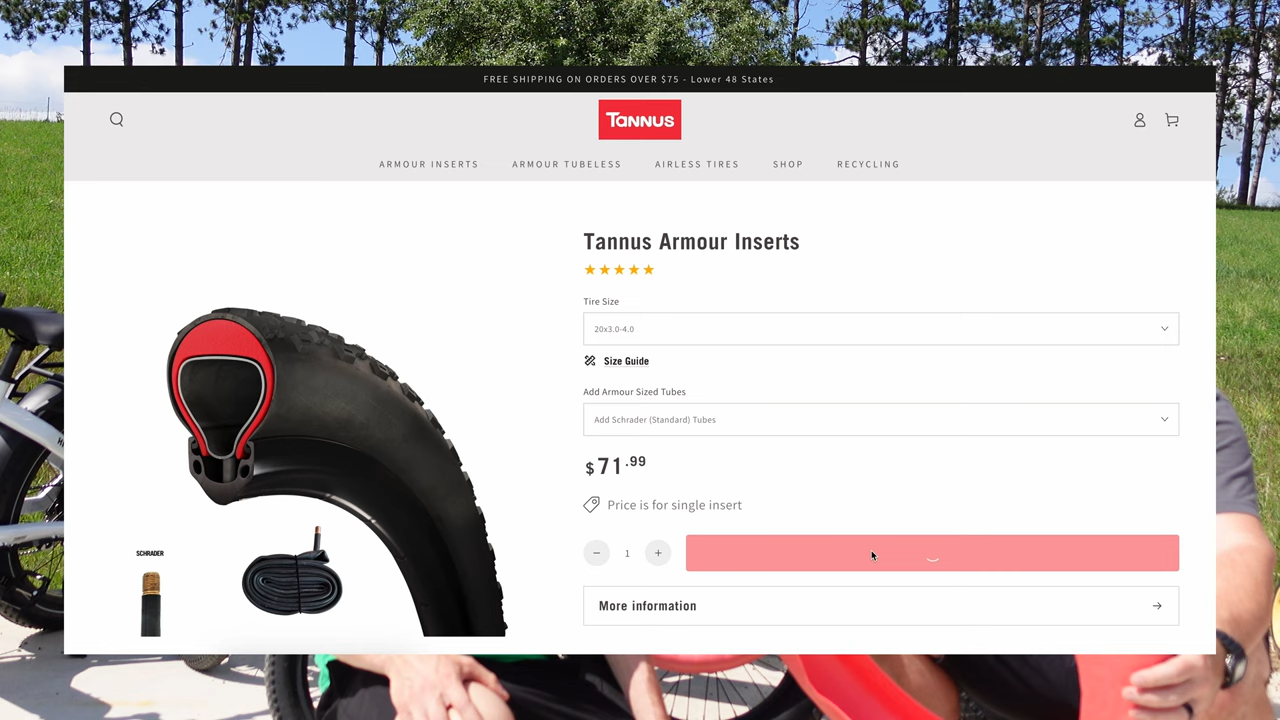 FREE SHIPPING ON ORDERS OVER $75 - Lower 48 States
Tannus
ARMOUR INSERTS
ARMOUR TUBELESS
AIRLESS TIRES
SHOP
RECYCLING
Tannus Armour Inserts
Tire Size
20x3.0-4.0
Size Guide
Add Armour Sized Tubes
Add Schrader (Standard) Tubes
$71.99
Price is for single insert
− 1 +
More information
SCHRADER